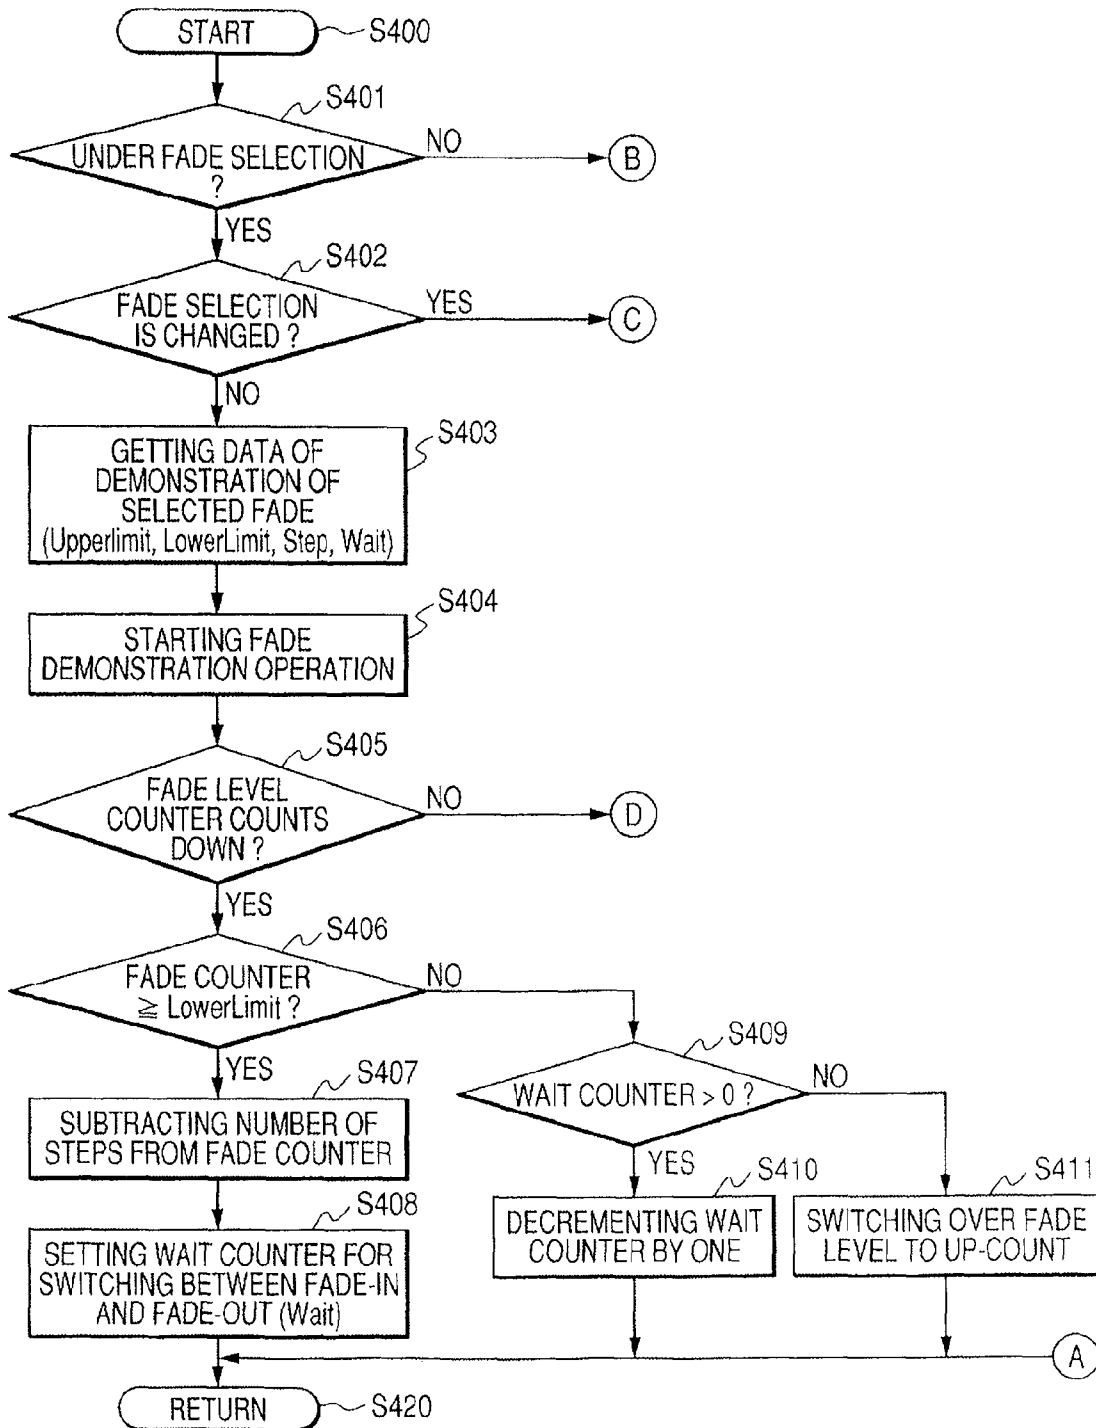 START
S400
S401
UNDER FADE SELECTION
?
NO
B
YES
S402
FADE SELECTION
IS CHANGED ?
YES
C
NO
S403
GETTING DATA OF
DEMONSTRATION OF
SELECTED FADE
(Upperlimit, LowerLimit, Step, Wait)
S404
STARTING FADE
DEMONSTRATION OPERATION
S405
FADE LEVEL
COUNTER COUNTS
DOWN ?
NO
D
YES
S406
FADE COUNTER
≧ LowerLimit ?
NO
YES
S407
SUBTRACTING NUMBER OF
STEPS FROM FADE COUNTER
S408
SETTING WAIT COUNTER FOR
SWITCHING BETWEEN FADE-IN
AND FADE-OUT (Wait)
S409
WAIT COUNTER > 0 ?
NO
YES
S410
DECREMENTING WAIT
COUNTER BY ONE
S411
SWITCHING OVER FADE
LEVEL TO UP-COUNT
A
RETURN
S420